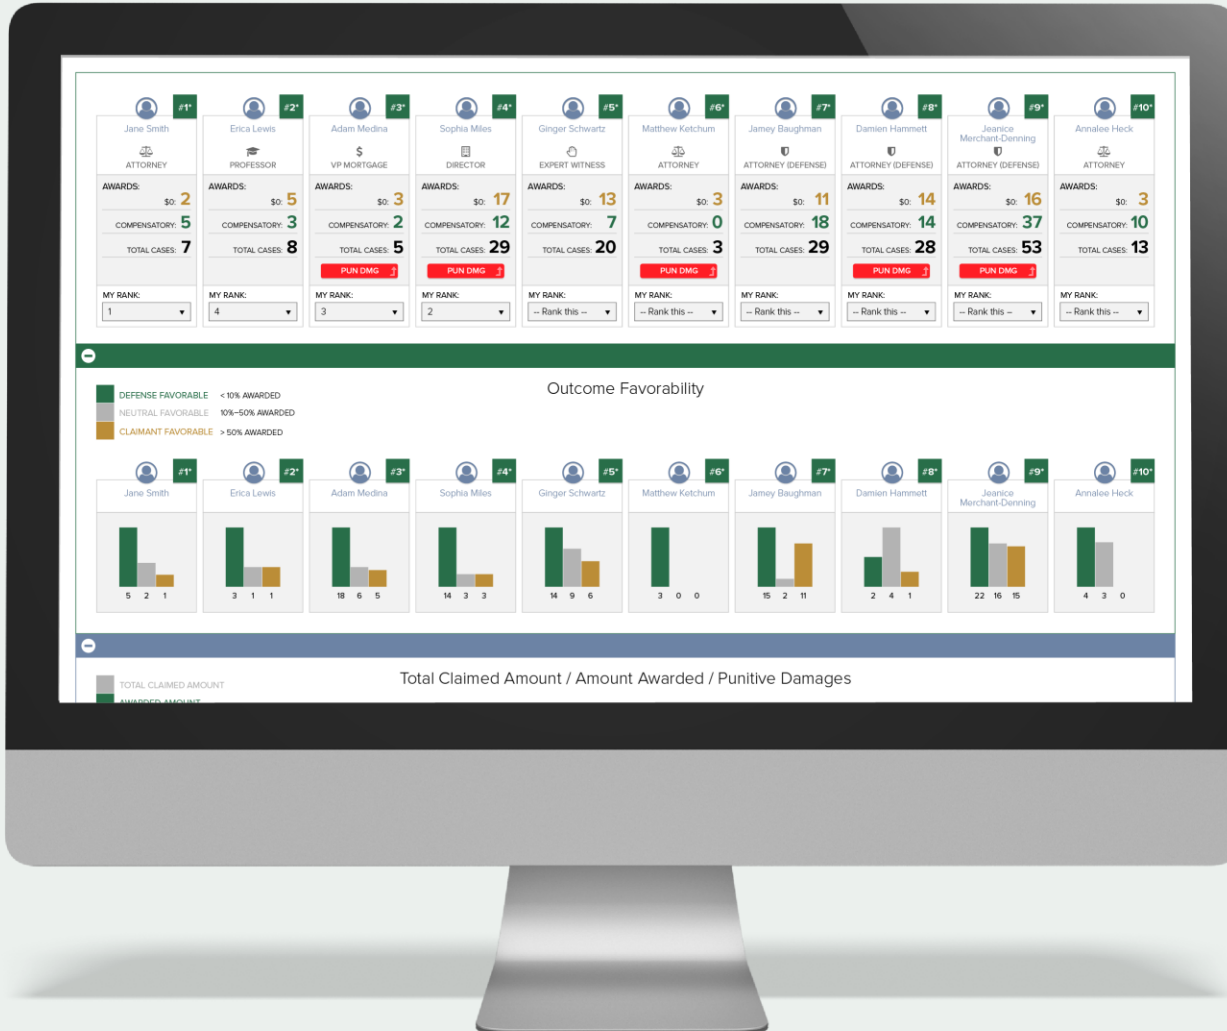 #1* #2* #3* #4* #5* #6* #7* #8* #9* #10*
Jane Smith Erica Lewis Adam Medina Sophia Miles Ginger Schwartz Matthew Ketchum Jamey Baughman Damien Hammett Jeanice Merchant-Denning Annalee Heck
ATTORNEY PROFESSOR VP MORTGAGE DIRECTOR EXPERT WITNESS ATTORNEY ATTORNEY (DEFENSE) ATTORNEY (DEFENSE) ATTORNEY (DEFENSE) ATTORNEY
AWARDS: AWARDS: AWARDS: AWARDS: AWARDS: AWARDS: AWARDS: AWARDS: AWARDS: AWARDS:
$0: 2 $0: 5 $0: 3 $0: 17 $0: 13 $0: 3 $0: 11 $0: 14 $0: 16 $0: 3
COMPENSATORY: 5 COMPENSATORY: 3 COMPENSATORY: 2 COMPENSATORY: 12 COMPENSATORY: 7 COMPENSATORY: 0 COMPENSATORY: 18 COMPENSATORY: 14 COMPENSATORY: 37 COMPENSATORY: 10
TOTAL CASES: 7 TOTAL CASES: 8 TOTAL CASES: 5 TOTAL CASES: 29 TOTAL CASES: 20 TOTAL CASES: 3 TOTAL CASES: 29 TOTAL CASES: 28 TOTAL CASES: 53 TOTAL CASES: 13
PUN DMG PUN DMG PUN DMG PUN DMG PUN DMG
MY RANK: MY RANK: MY RANK: MY RANK: MY RANK: MY RANK: MY RANK: MY RANK: MY RANK: MY RANK:
1 4 3 2 -- Rank this -- -- Rank this -- -- Rank this -- -- Rank this -- -- Rank this -- -- Rank this --
Outcome Favorability
DEFENSE FAVORABLE < 10% AWARDED
NEUTRAL FAVORABLE 10%–50% AWARDED
CLAIMANT FAVORABLE > 50% AWARDED
#1* #2* #3* #4* #5* #6* #7* #8* #9* #10*
Jane Smith Erica Lewis Adam Medina Sophia Miles Ginger Schwartz Matthew Ketchum Jamey Baughman Damien Hammett Jeanice Merchant-Denning Annalee Heck
5 2 1 3 1 1 18 6 5 14 3 3 14 9 6 3 0 0 15 2 11 2 4 1 22 16 15 4 3 0
Total Claimed Amount / Amount Awarded / Punitive Damages
TOTAL CLAIMED AMOUNT
AWARDED AMOUNT